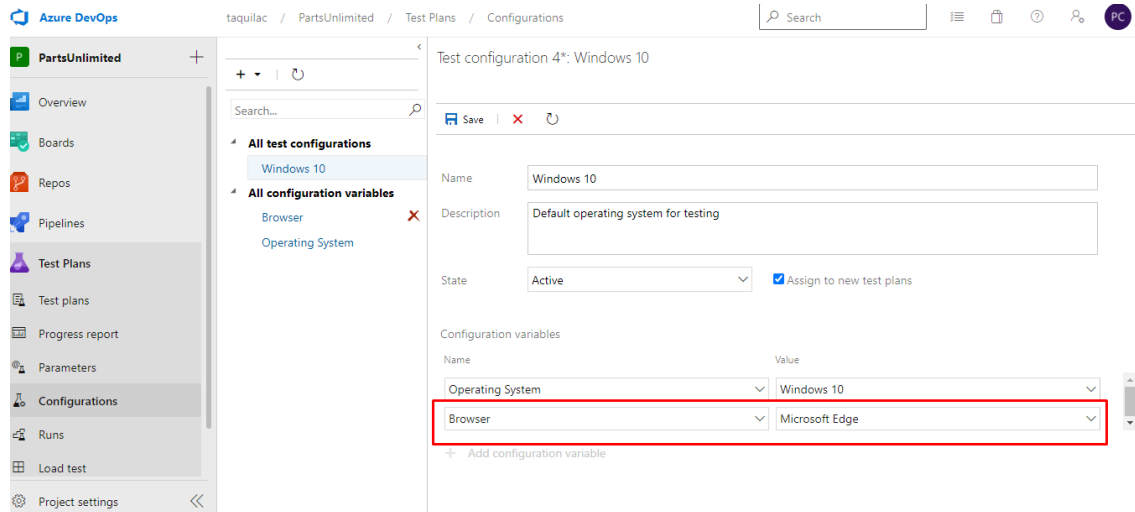 Azure DevOps
taquilac / PartsUnlimited / Test Plans / Configurations
Search
PC
P PartsUnlimited
Overview
Boards
Repos
Pipelines
Test Plans
Test plans
Progress report
Parameters
Configurations
Runs
Load test
Project settings
Search...
All test configurations
Windows 10
All configuration variables
Browser
Operating System
Test configuration 4*: Windows 10
Save
Name Windows 10
Description Default operating system for testing
State Active Assign to new test plans
Configuration variables
Name Value
Operating System Windows 10
Browser Microsoft Edge
+ Add configuration variable